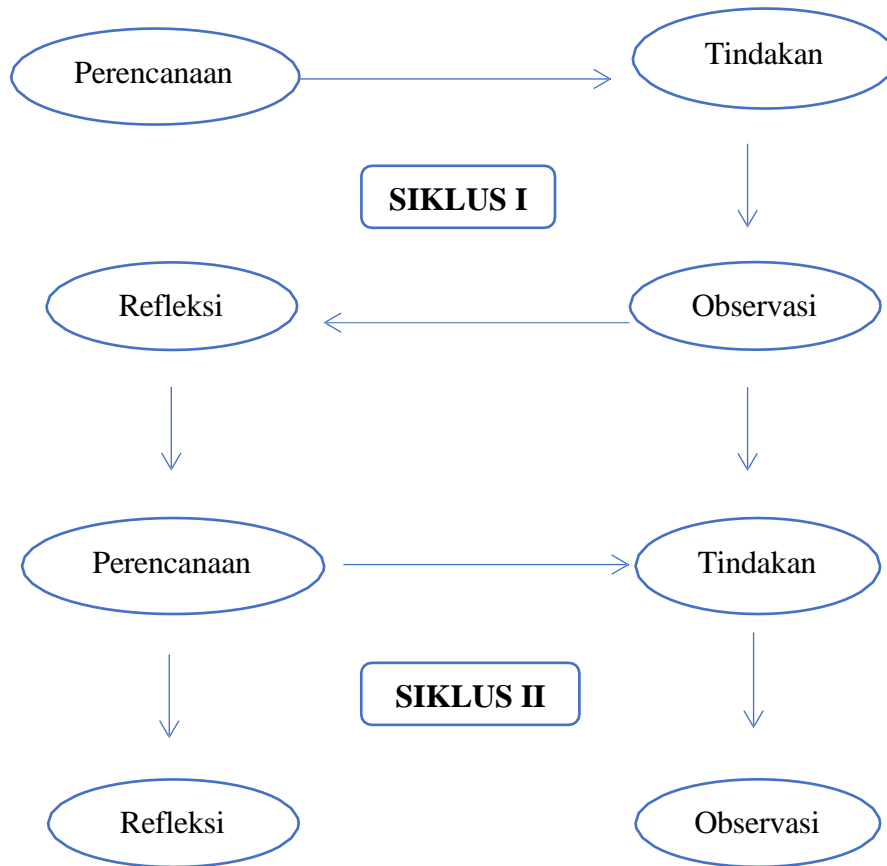 Perencanaan
Tindakan
SIKLUS I
Refleksi
Observasi
Perencanaan
Tindakan
SIKLUS II
Refleksi
Observasi